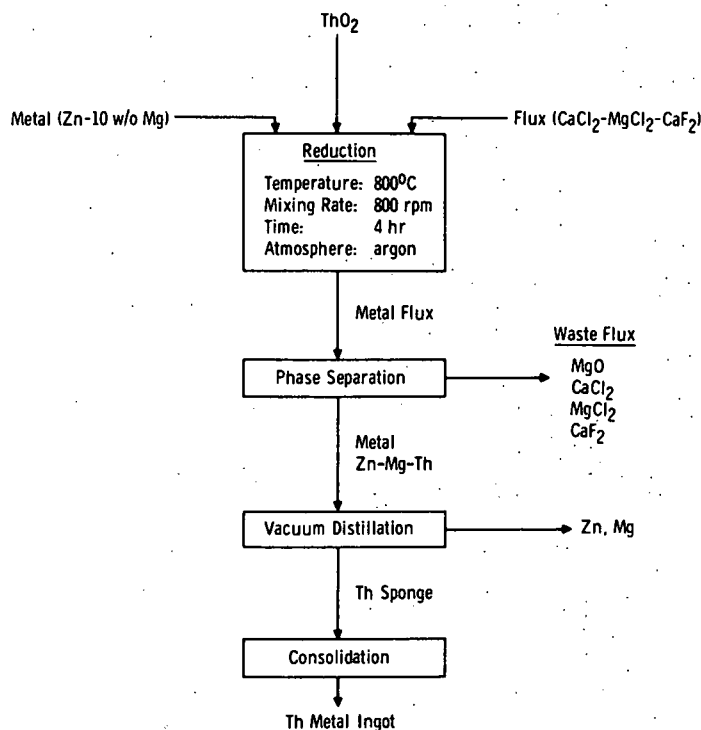 ThO2
Metal (Zn-10 w/o Mg)
Flux (CaCl2-MgCl2-CaF2)
Reduction
Temperature: 800°C
Mixing Rate: 800 rpm
Time: 4 hr
Atmosphere: argon
Metal Flux
Waste Flux
Phase Separation
MgO
CaCl2
MgCl2
CaF2
Metal
Zn-Mg-Th
Vacuum Distillation
Zn, Mg
Th Sponge
Consolidation
Th Metal Ingot